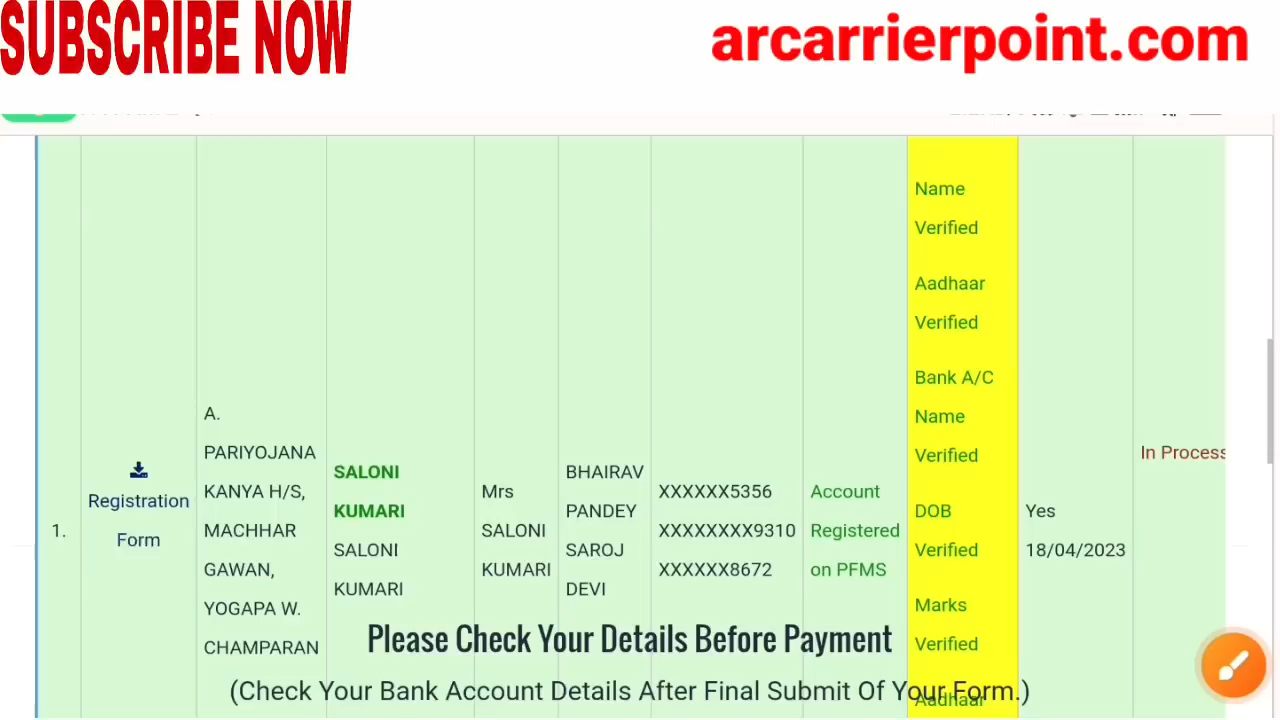 SUBSCRIBE NOW
arcarrierpoint.com
1.
Registration
Form
A.
PARIYOJANA
KANYA H/S,
MACHHAR
GAWAN,
YOGAPA W.
CHAMPARAN
SALONI
KUMARI
SALONI
KUMARI
Mrs
SALONI
KUMARI
BHAIRAV
PANDEY
SAROJ
DEVI
XXXXXX5356
XXXXXXXX9310
XXXXXX8672
Account
Registered
on PFMS
Name
Verified
Aadhaar
Verified
Bank A/C
Name
Verified
DOB
Verified
Marks
Verified
Aadhaar
Yes
18/04/2023
In Process
Please Check Your Details Before Payment
(Check Your Bank Account Details After Final Submit Of Your Form.)